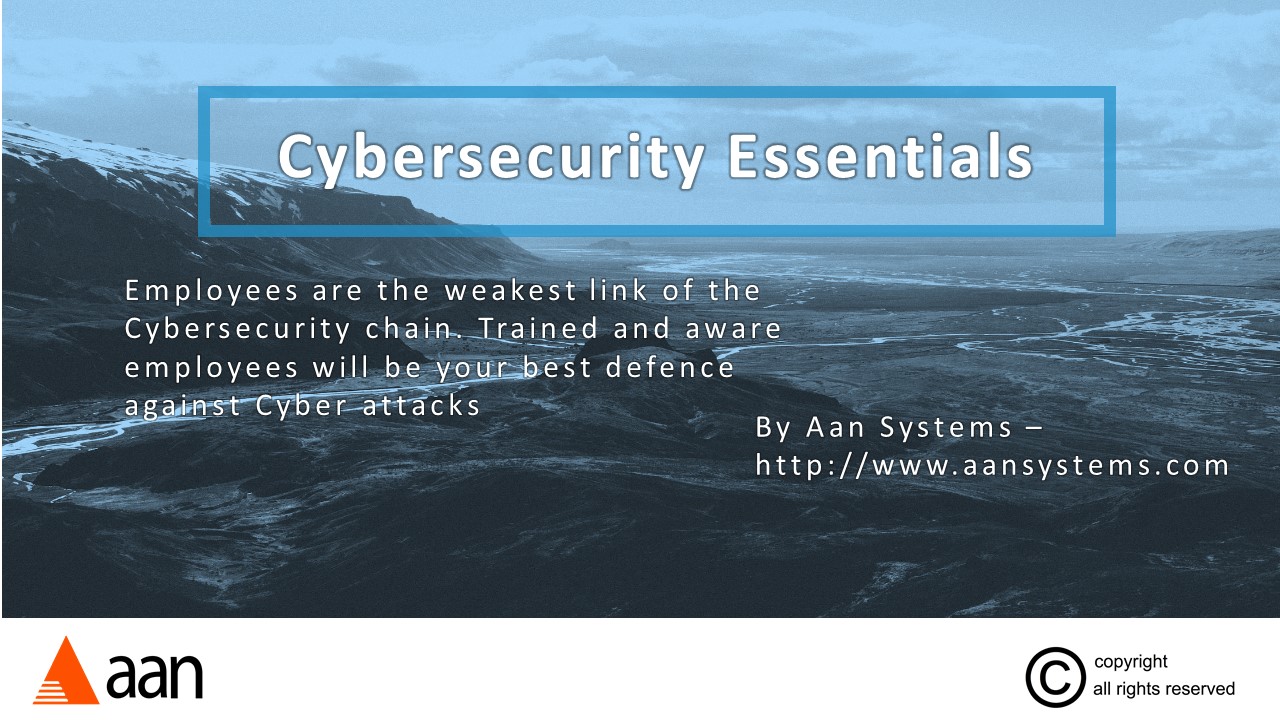 Cybersecurity Essentials
Employees are the weakest link of the
Cybersecurity chain. Trained and aware
employees will be your best defence
against Cyber attacks
By Aan Systems –
http://www.aansystems.com
aan
© copyright
all rights reserved